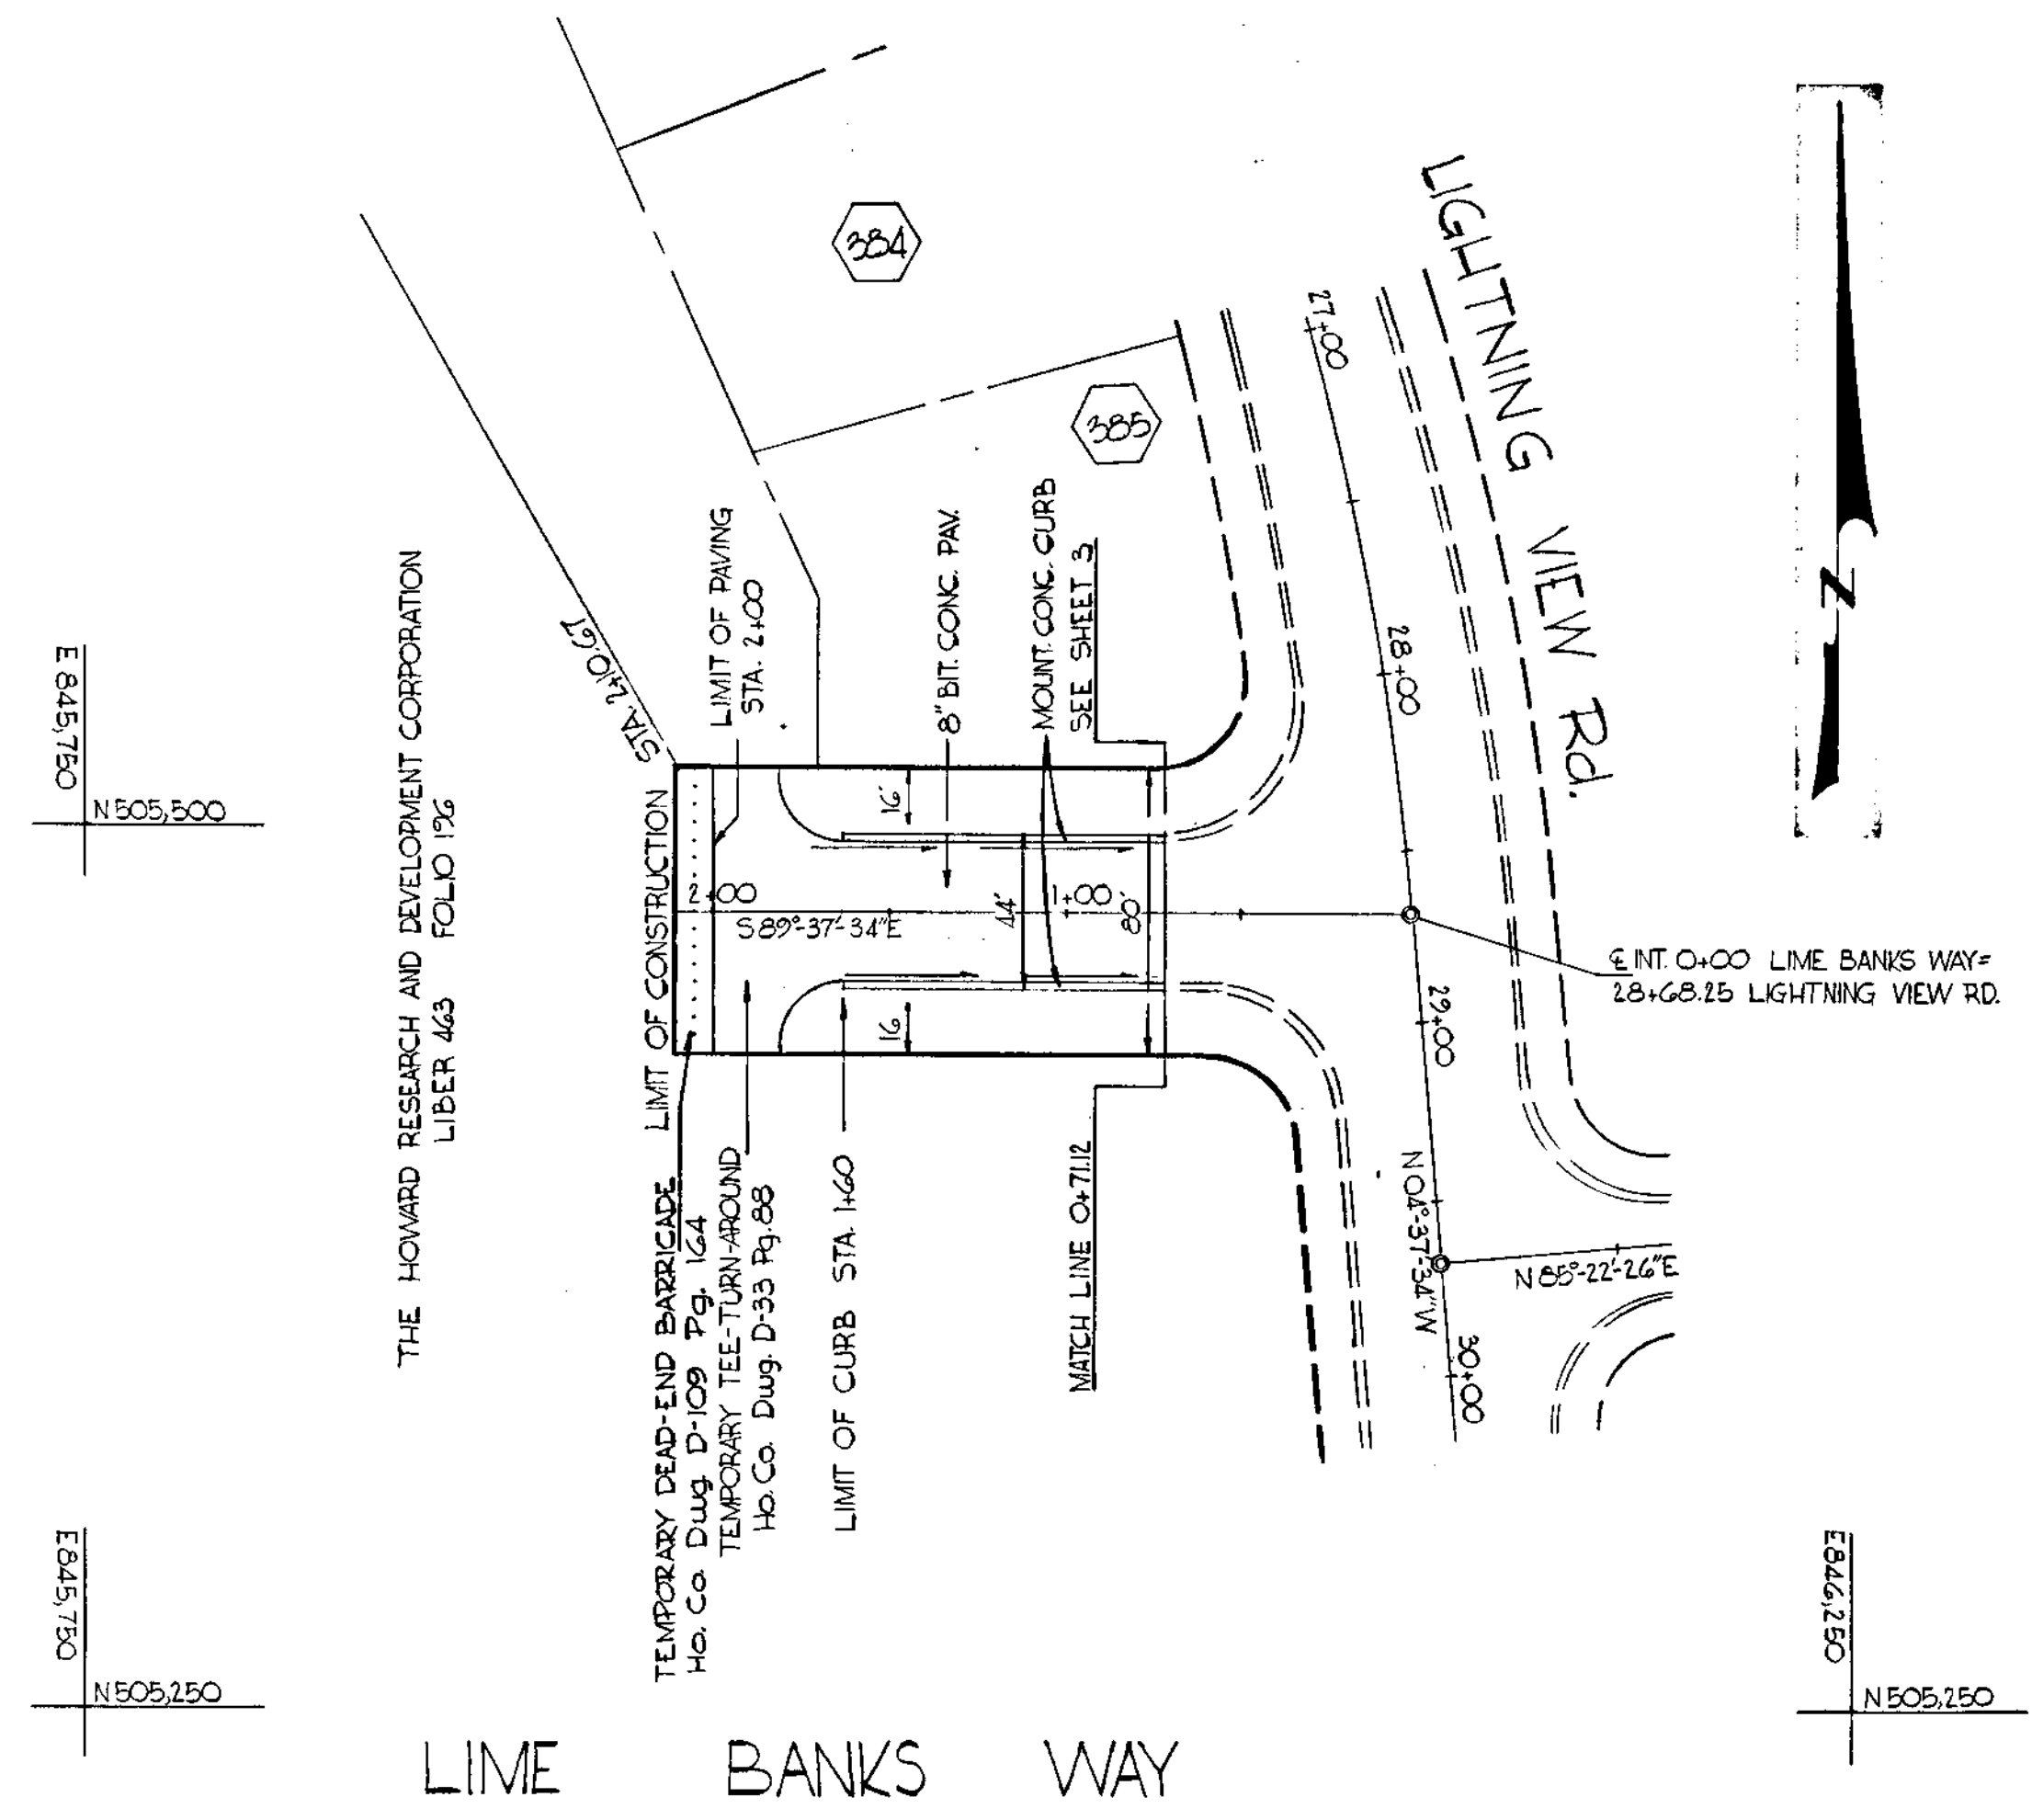 384
LIGHTNING VIEW Rd.
27+00
385
THE HOWARD RESEARCH AND DEVELOPMENT CORPORATION
LIBER 463 FOLIO 196
STA. 2+10.67
LIMIT OF PAVING
STA. 2+00
8" BIT. CONC. PAV.
MOUNT. CONC. CURB
SEE SHEET 3
28+00
N
E 845,750
N 505,500
LIMIT OF CONSTRUCTION
16'
2+00
1+00
S 89°-37'-34" E
44'
80'
16
℄ INT. 0+00 LIME BANKS WAY=
28+68.25 LIGHTNING VIEW RD.
29+00
TEMPORARY DEAD-END BARRICADE
Ho. Co. Dwg D-109 Pg. 164
TEMPORARY TEE-TURN-AROUND
Ho. Co. Dwg. D-33 Pg. 88
LIMIT OF CURB STA. 1+60
MATCH LINE 0+71.12
N 04°-37'-34" W
N 85°-22'-26" E
30+00
E 845,750
N 505,250
E 846,250
N 505,250
LIME BANKS WAY